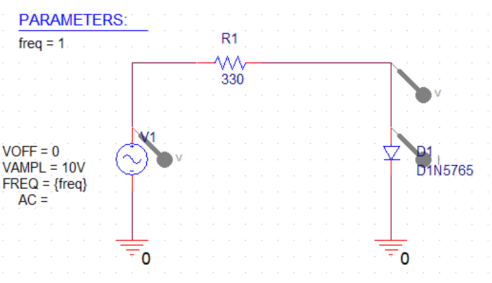 PARAMETERS:
freq = 1
R1
330
V
V1
V
VOFF = 0
VAMPL = 10V
FREQ = {freq}
AC =
D1
I
D1N5765
0
0